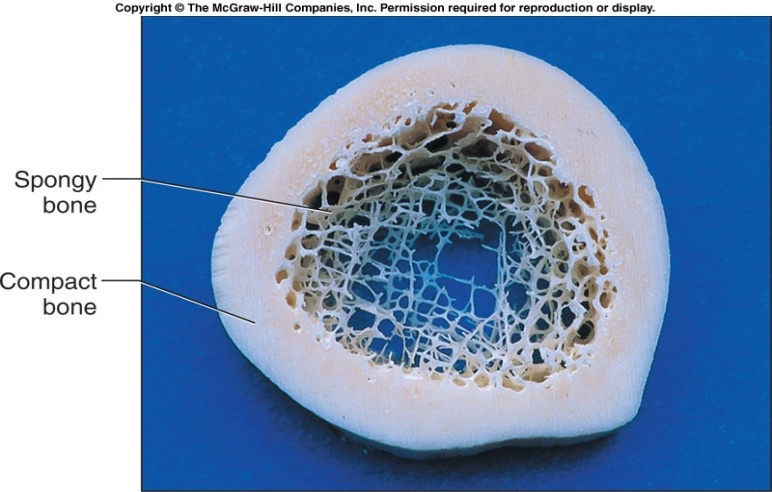 Copyright © The McGraw-Hill Companies, Inc. Permission required for reproduction or display.
Spongy
bone
Compact
bone